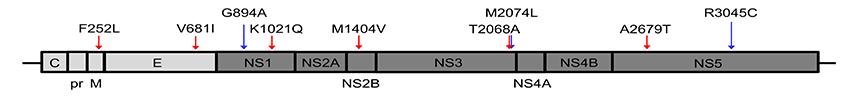 M2074L R3045C
G894A
F252L V681I K1021Q M1404V T2068A A2679T
C E NS1 NS2A NS3 NS4B NS5
pr M NS2B NS4A